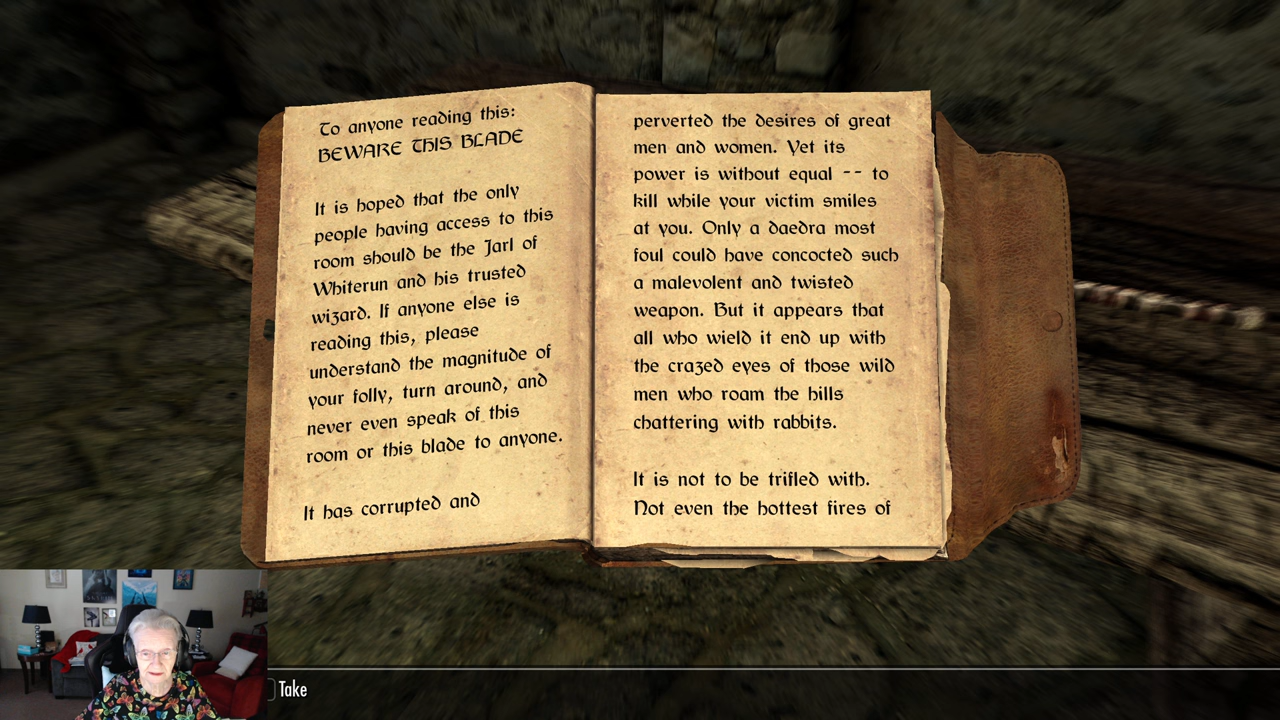 To anyone reading this:
BEWARE THIS BLADE
It is hoped that the only
people having access to this
room should be the Jarl of
Whiterun and his trusted
wizard. If anyone else is
reading this, please
understand the magnitude of
your folly, turn around, and
never even speak of this
room or this blade to anyone.
It has corrupted and
perverted the desires of great
men and women. Yet its
power is without equal -- to
kill while your victim smiles
at you. Only a daedra most
foul could have concocted such
a malevolent and twisted
weapon. But it appears that
all who wield it end up with
the crazed eyes of those wild
men who roam the hills
chattering with rabbits.
It is not to be trifled with.
Not even the hottest fires of
Take